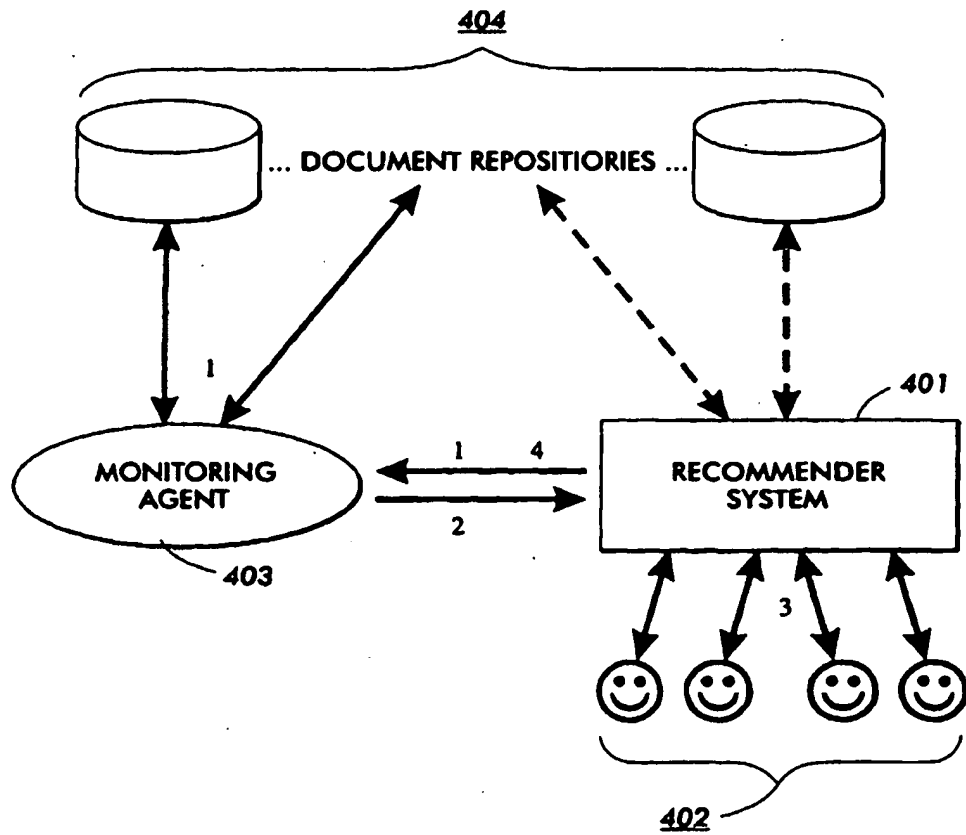 404
... DOCUMENT REPOSITIORIES ...
1
401
MONITORING
AGENT
1 4
2
RECOMMENDER
SYSTEM
403
3
402